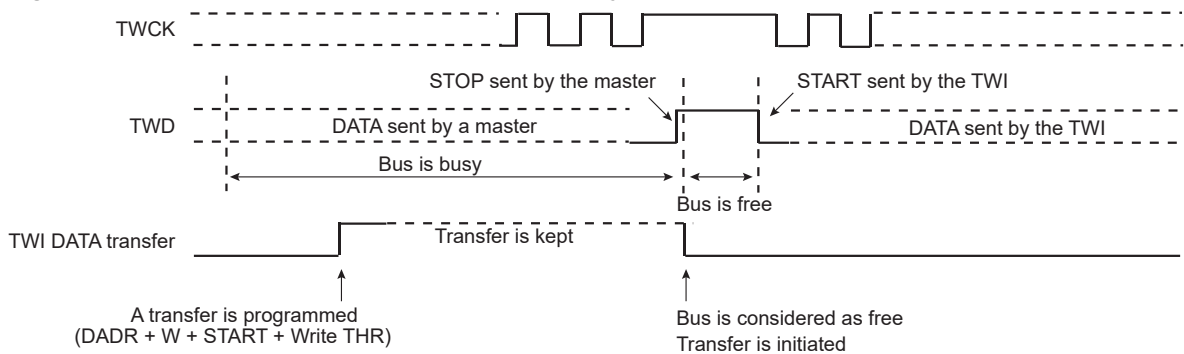 TWCK
STOP sent by the master
START sent by the TWI
TWD
DATA sent by a master
DATA sent by the TWI
Bus is busy
Bus is free
TWI DATA transfer
Transfer is kept
A transfer is programmed
(DADR + W + START + Write THR)
Bus is considered as free
Transfer is initiated